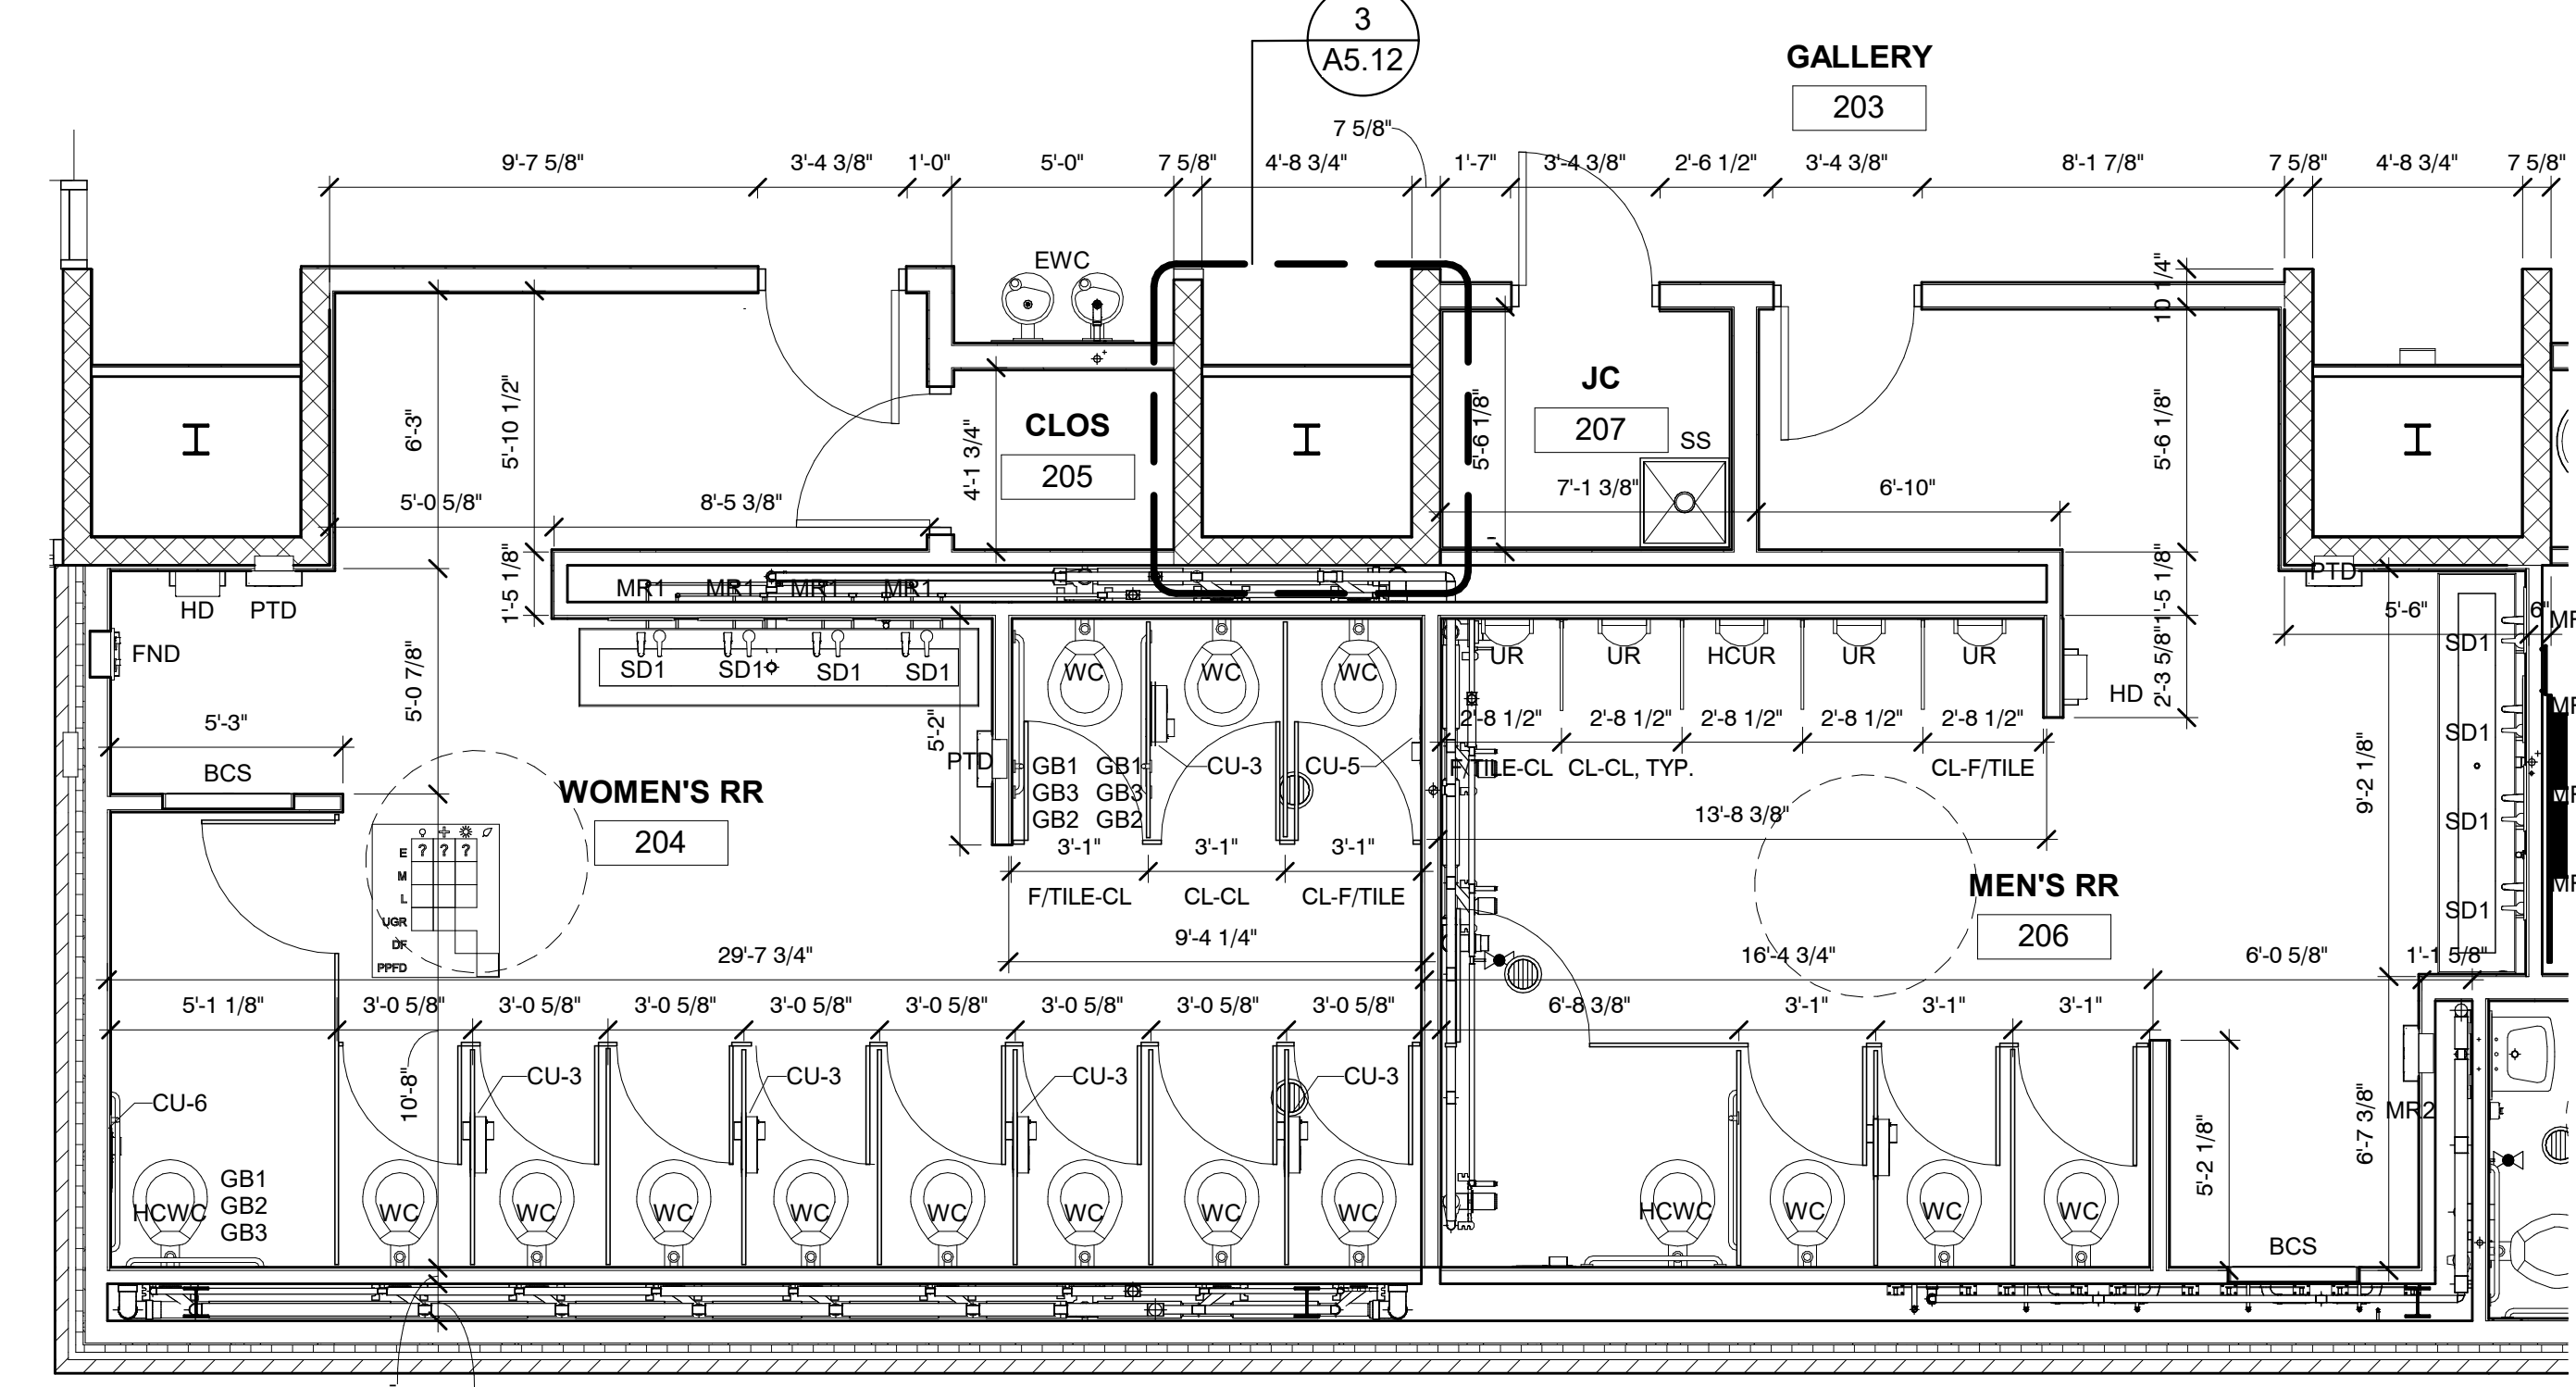 3
A5.12
GALLERY
203
7 5/8"
9'-7 5/8" 3'-4 3/8" 1'-0" 5'-0" 7 5/8" 4'-8 3/4" 1'-7" 3'-4 3/8" 2'-6 1/2" 3'-4 3/8" 8'-1 7/8" 7 5/8" 4'-8 3/4" 7 5/8"
EWC
10 1/4"
JC
207
SS
CLOS
205
6'-3"
5'-10 1/2"
4'-1 3/4"
5'-6 1/8"
5'-6 1/8"
5'-0 5/8" 8'-5 3/8" 7'-1 3/8" 6'-10"
1'-5 1/8"
1'-5 1/8"
MR1 MR1 MR1 MR1
HD PTD
PTD
5'-6" 6"
FND
SD1 SD1 SD1 SD1
WC WC WC
UR UR HCUR UR UR
HD
2'-3 5/8"
SD1
SD1
SD1
SD1
5'-0 7/8"
5'-3"
5'-2"
2'-8 1/2" 2'-8 1/2" 2'-8 1/2" 2'-8 1/2" 2'-8 1/2"
BCS
PTD
GB1 GB1
GB3 GB3
GB2 GB2
CU-3
CU-5
F/TILE-CL CL-CL, TYP. CL-F/TILE
9'-2 1/8"
WOMEN'S RR
204
13'-8 3/8"
3'-1" 3'-1" 3'-1"
F/TILE-CL CL-CL CL-F/TILE
? ? ?
E
M
L
UGR
DF
PPFD
MEN'S RR
206
9'-4 1/4"
29'-7 3/4" 16'-4 3/4" 6'-0 5/8" 1'-1 5/8"
5'-1 1/8" 3'-0 5/8" 3'-0 5/8" 3'-0 5/8" 3'-0 5/8" 3'-0 5/8" 3'-0 5/8" 3'-0 5/8" 3'-0 5/8" 6'-8 3/8" 3'-1" 3'-1" 3'-1"
10'-8"
CU-3 CU-3 CU-3 CU-3
CU-6
MR2
5'-2 1/8"
6'-7 3/8"
GB1
GB2
GB3
HCWC WC WC WC WC WC WC WC WC HCWC WC WC WC
BCS